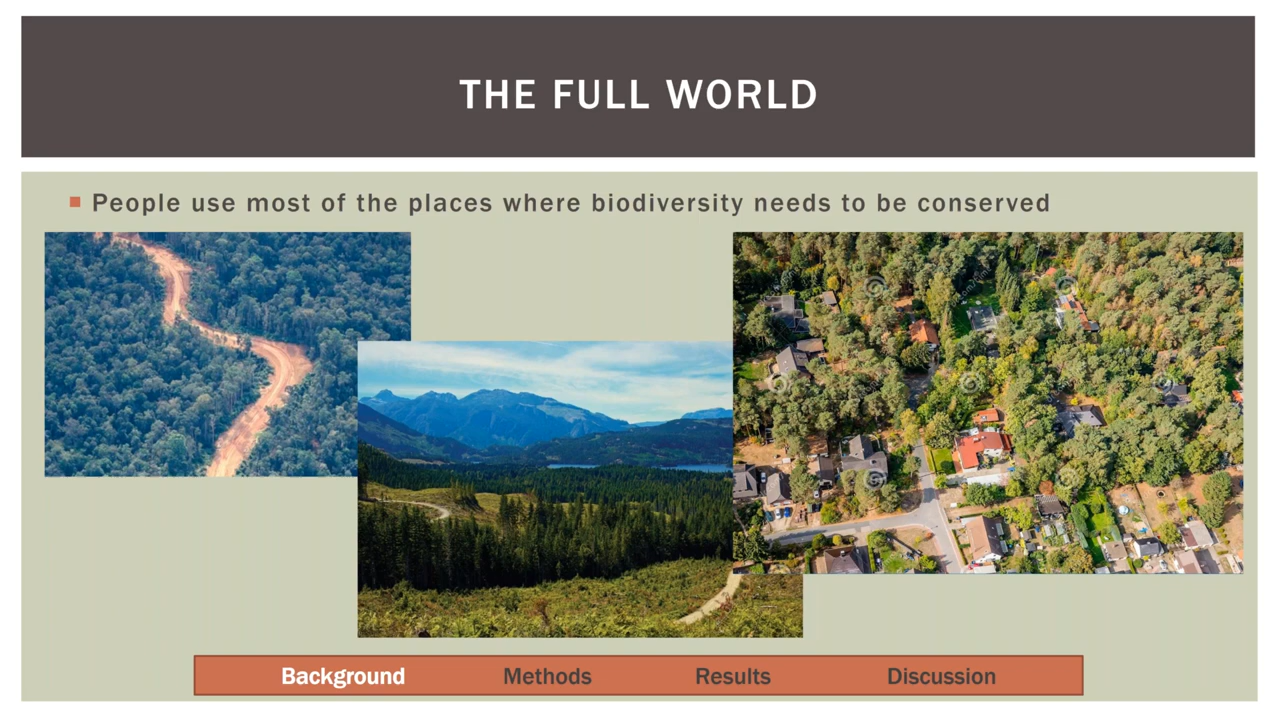 THE FULL WORLD
People use most of the places where biodiversity needs to be conserved
Background Methods Results Discussion